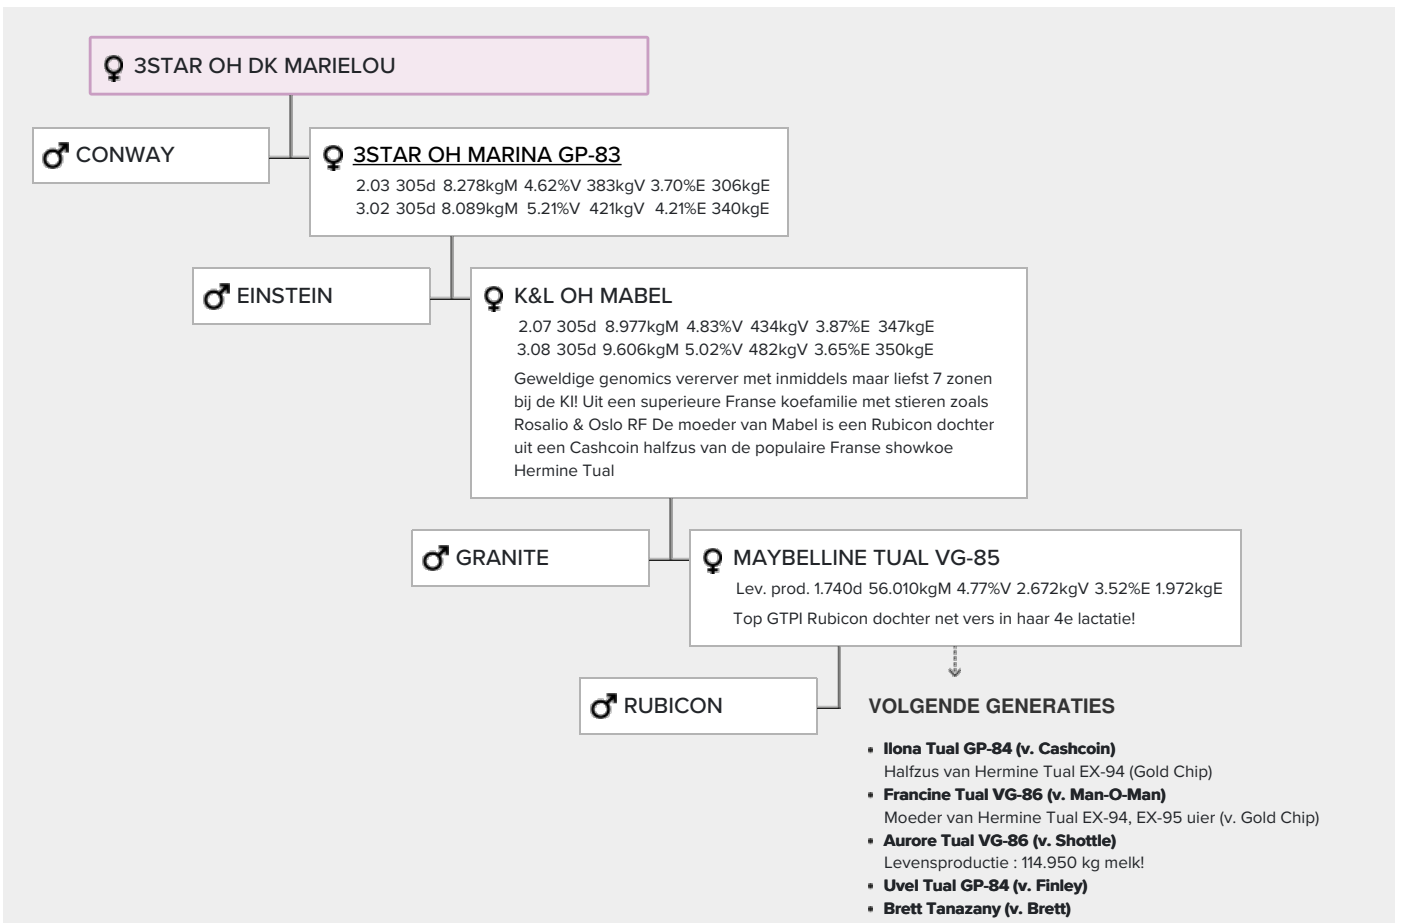 3STAR OH DK MARIELOU
CONWAY
3STAR OH MARINA GP-83
2.03 305d 8.278kgM 4.62%V 383kgV 3.70%E 306kgE
3.02 305d 8.089kgM 5.21%V 421kgV 4.21%E 340kgE
EINSTEIN
K&L OH MABEL
2.07 305d 8.977kgM 4.83%V 434kgV 3.87%E 347kgE
3.08 305d 9.606kgM 5.02%V 482kgV 3.65%E 350kgE
Geweldige genomics vererver met inmiddels maar liefst 7 zonen
bij de KI! Uit een superieure Franse koefamilie met stieren zoals
Rosalio & Oslo RF De moeder van Mabel is een Rubicon dochter
uit een Cashcoin halfzus van de populaire Franse showkoe
Hermine Tual
GRANITE
MAYBELLINE TUAL VG-85
Lev. prod. 1.740d 56.010kgM 4.77%V 2.672kgV 3.52%E 1.972kgE
Top GTPI Rubicon dochter net vers in haar 4e lactatie!
RUBICON
VOLGENDE GENERATIES
• Ilona Tual GP-84 (v. Cashcoin)
Halfzus van Hermine Tual EX-94 (Gold Chip)
• Francine Tual VG-86 (v. Man-O-Man)
Moeder van Hermine Tual EX-94, EX-95 uier (v. Gold Chip)
• Aurore Tual VG-86 (v. Shottle)
Levensproductie : 114.950 kg melk!
• Uvel Tual GP-84 (v. Finley)
• Brett Tanazany (v. Brett)